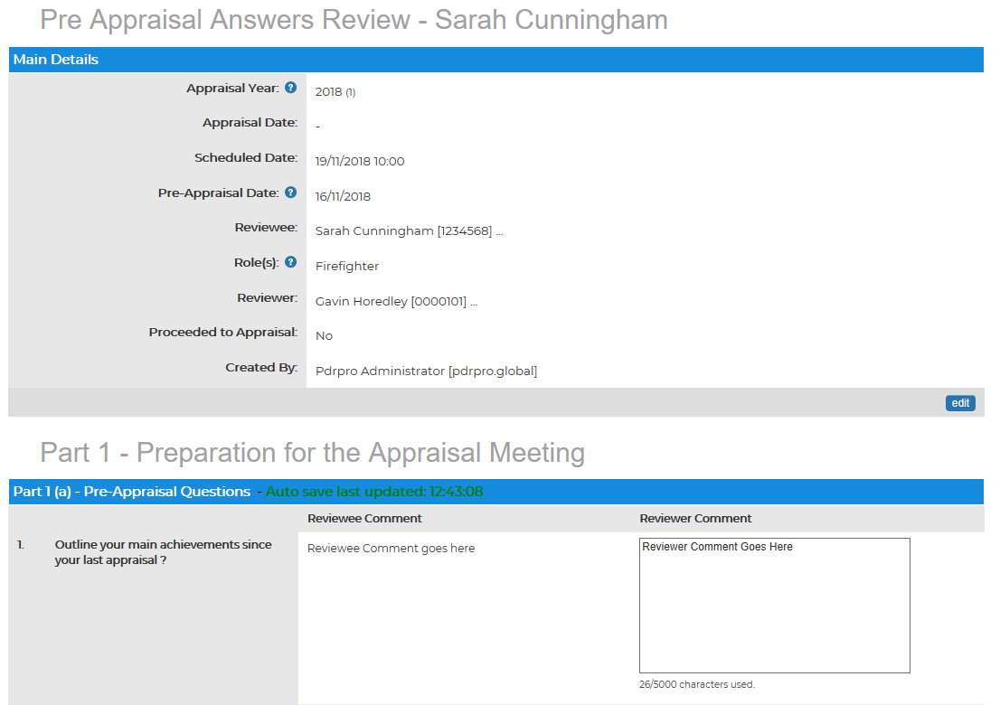 Pre Appraisal Answers Review - Sarah Cunningham
Main Details
Appraisal Year: ? 2018 (1)
Appraisal Date: -
Scheduled Date: 19/11/2018 10:00
Pre-Appraisal Date: ? 16/11/2018
Reviewee: Sarah Cunningham [1234568] ...
Role(s): ? Firefighter
Reviewer: Gavin Horedley [0000101] ...
Proceeded to Appraisal: No
Created By: Pdrpro Administrator [pdrpro.global]
edit
Part 1 - Preparation for the Appraisal Meeting
Part 1 (a) - Pre-Appraisal Questions - Auto save last updated: 12:43:08
Reviewee Comment Reviewer Comment
1. Outline your main achievements since
your last appraisal ?
Reviewee Comment goes here
Reviewer Comment Goes Here
26/5000 characters used.